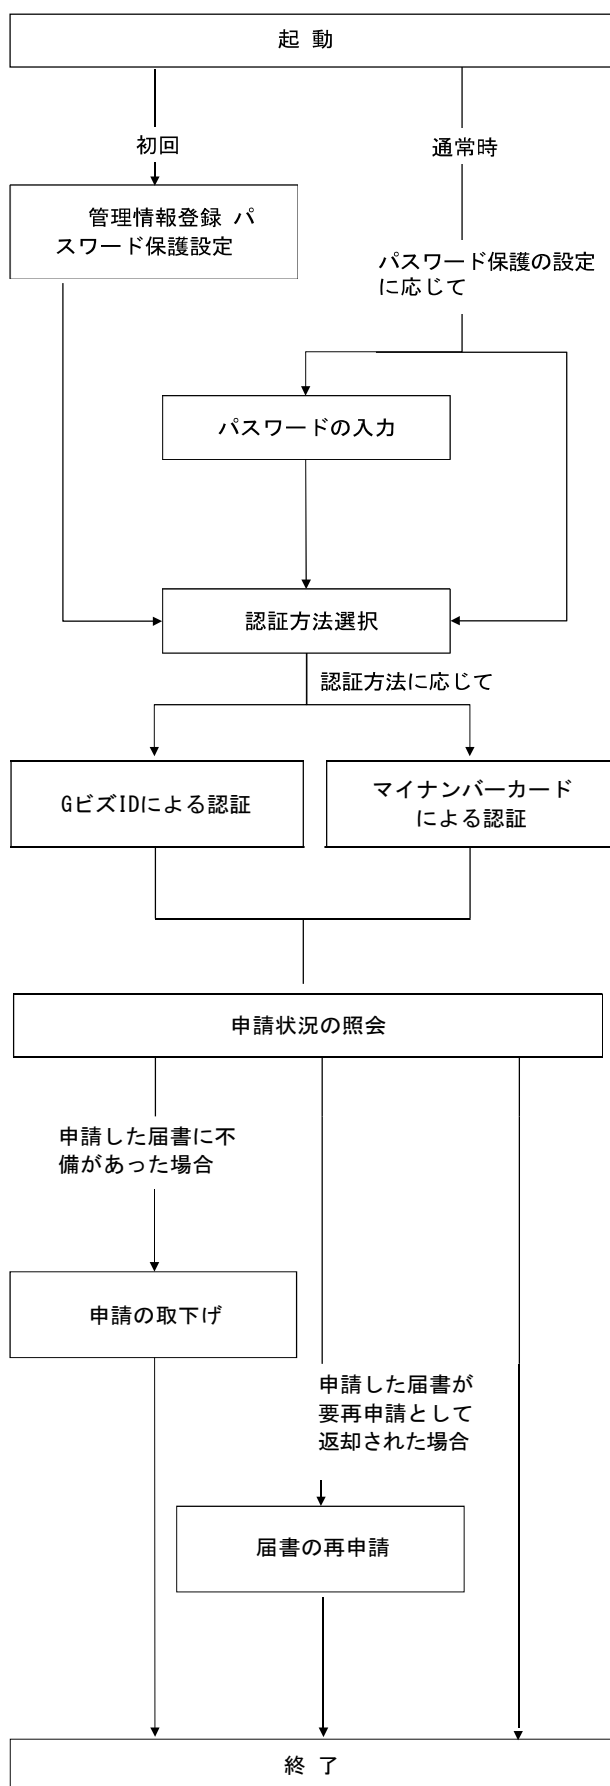 起 動
初回
通常時
管理情報登録 パ
スワード保護設定
パスワード保護の設定
に応じて
パスワードの入力
認証方法選択
認証方法に応じて
GビズIDによる認証
マイナンバーカード
による認証
申請状況の照会
申請した届書に不
備があった場合
申請の取下げ
申請した届書が
要再申請として
返却された場合
届書の再申請
終 了